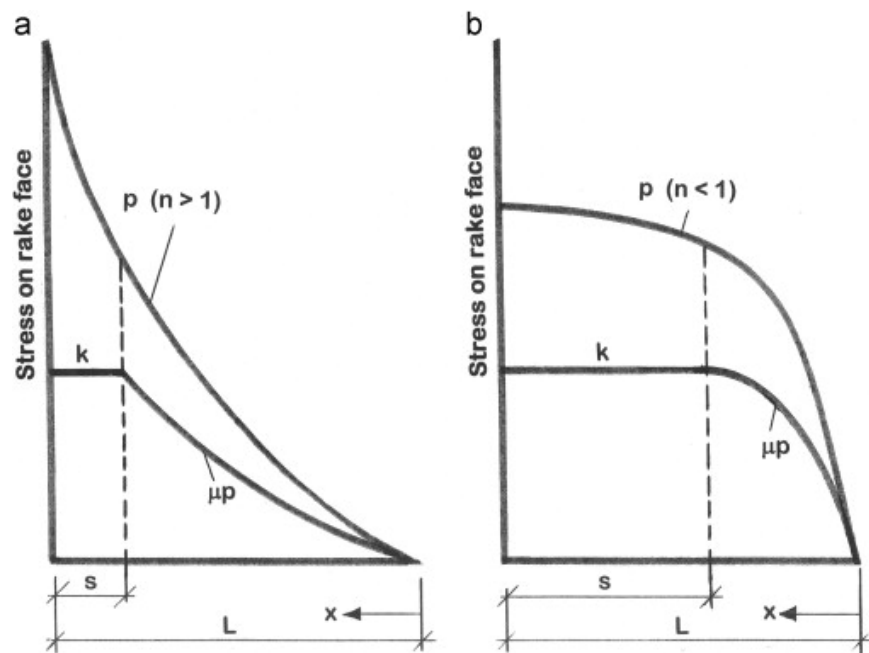 a
Stress on rake face
p (n > 1)
k
μp
s
x
L
b
Stress on rake face
p (n < 1)
k
μp
s
x
L